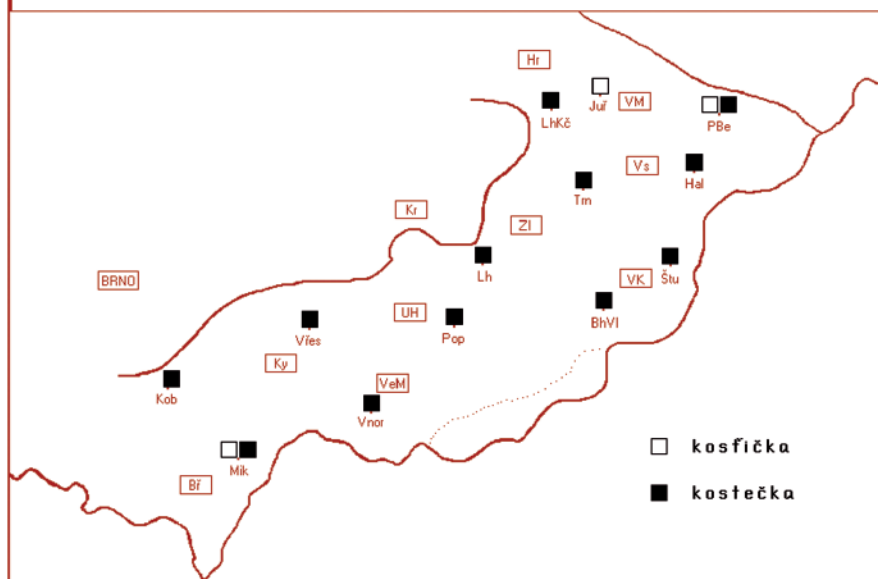 Hr
Juř
VM
LhKč
PBe
Vs
Hal
Trn
Kr
Zl
Lh
BRNO
VK
Štu
BhVl
UH
Vřes
Pop
Ky
VeM
Kob
Vnor
Mik
Bř
kosťička
kostečka